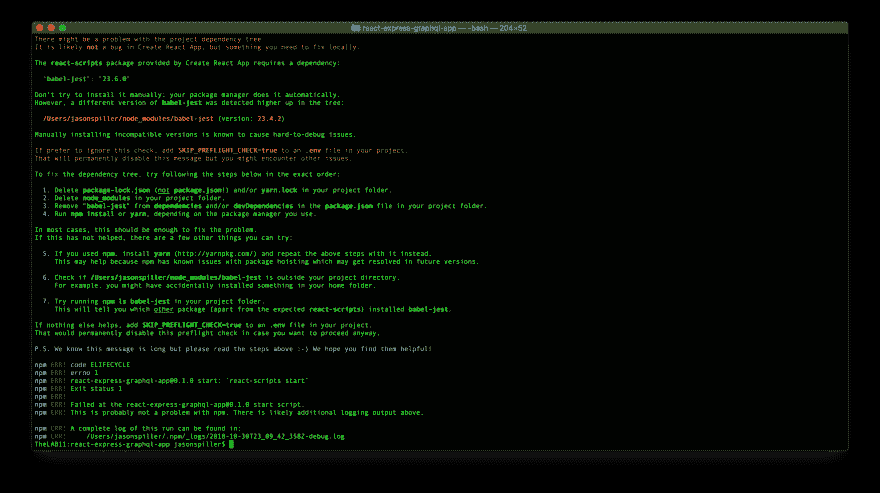 react-express-graphql-app — -bash — 204×52
There might be a problem with the project dependency tree.
It is likely not a bug in Create React App, but something you need to fix locally.
The react-scripts package provided by Create React App requires a dependency:
"babel-jest": "23.6.0"
Don't try to install it manually: your package manager does it automatically.
However, a different version of babel-jest was detected higher up in the tree:
/Users/jasonspiller/node_modules/babel-jest (version: 23.4.2)
Manually installing incompatible versions is known to cause hard-to-debug issues.
If prefer to ignore this check, add SKIP_PREFLIGHT_CHECK=true to an .env file in your project.
That will permanently disable this message but you might encounter other issues.
To fix the dependency tree, try following the steps below in the exact order:
1. Delete package-lock.json (not package.json!) and/or yarn.lock in your project folder.
2. Delete node_modules in your project folder.
3. Remove "babel-jest" from dependencies and/or devDependencies in the package.json file in your project folder.
4. Run npm install or yarn, depending on the package manager you use.
In most cases, this should be enough to fix the problem.
If this has not helped, there are a few other things you can try:
5. If you used npm, install yarn (http://yarnpkg.com/) and repeat the above steps with it instead.
This may help because npm has known issues with package hoisting which may get resolved in future versions.
6. Check if /Users/jasonspiller/node_modules/babel-jest is outside your project directory.
For example, you might have accidentally installed something in your home folder.
7. Try running npm ls babel-jest in your project folder.
This will tell you which other package (apart from the expected react-scripts) installed babel-jest.
If nothing else helps, add SKIP_PREFLIGHT_CHECK=true to an .env file in your project.
That would permanently disable this preflight check in case you want to proceed anyway.
P.S. We know this message is long but please read the steps above :-) We hope you find them helpful!
npm ERR! code ELIFECYCLE
npm ERR! errno 1
npm ERR! react-express-graphql-app@0.1.0 start: `react-scripts start`
npm ERR! Exit status 1
npm ERR!
npm ERR! Failed at the react-express-graphql-app@0.1.0 start script.
npm ERR! This is probably not a problem with npm. There is likely additional logging output above.
npm ERR! A complete log of this run can be found in:
npm ERR! /Users/jasonspiller/.npm/_logs/2018-10-30T23_09_42_358Z-debug.log
TheLAB11:react-express-graphql-app jasonspiller$